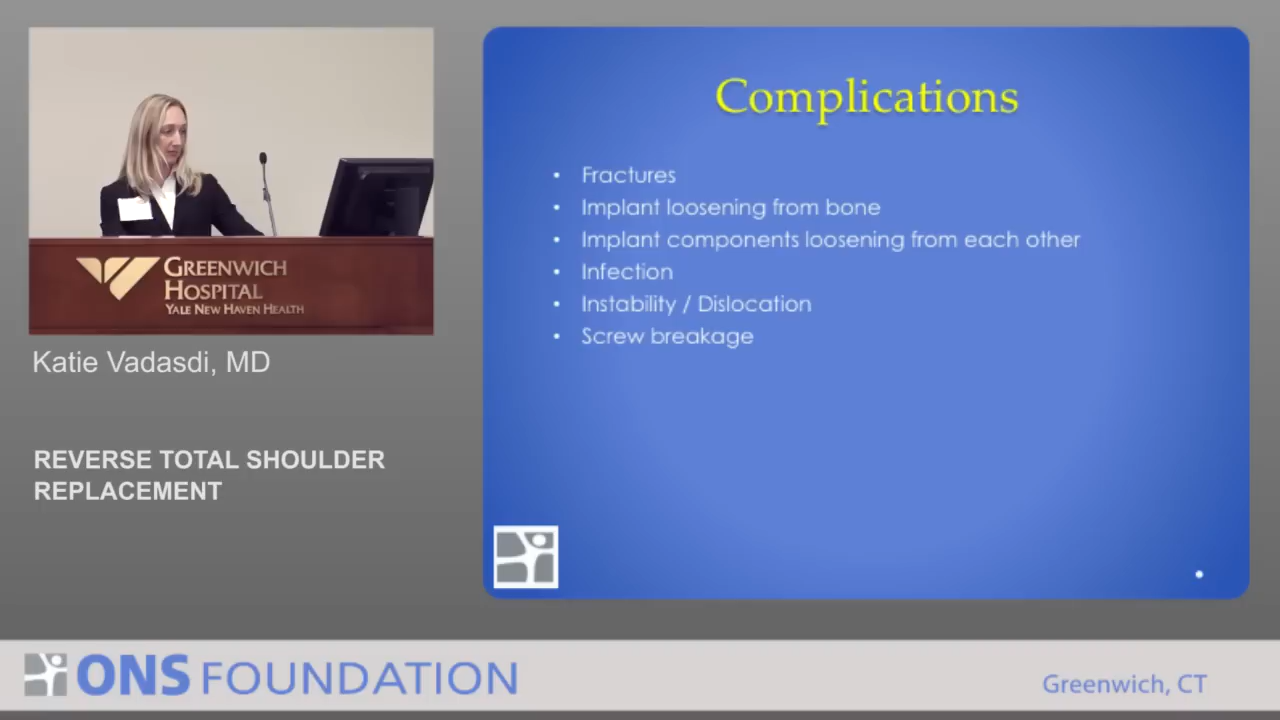 GREENWICH
HOSPITAL
YALE NEW HAVEN HEALTH
Katie Vadasdi, MD
REVERSE TOTAL SHOULDER
REPLACEMENT
Complications
• Fractures
• Implant loosening from bone
• Implant components loosening from each other
• Infection
• Instability / Dislocation
• Screw breakage
ONS FOUNDATION
Greenwich, CT